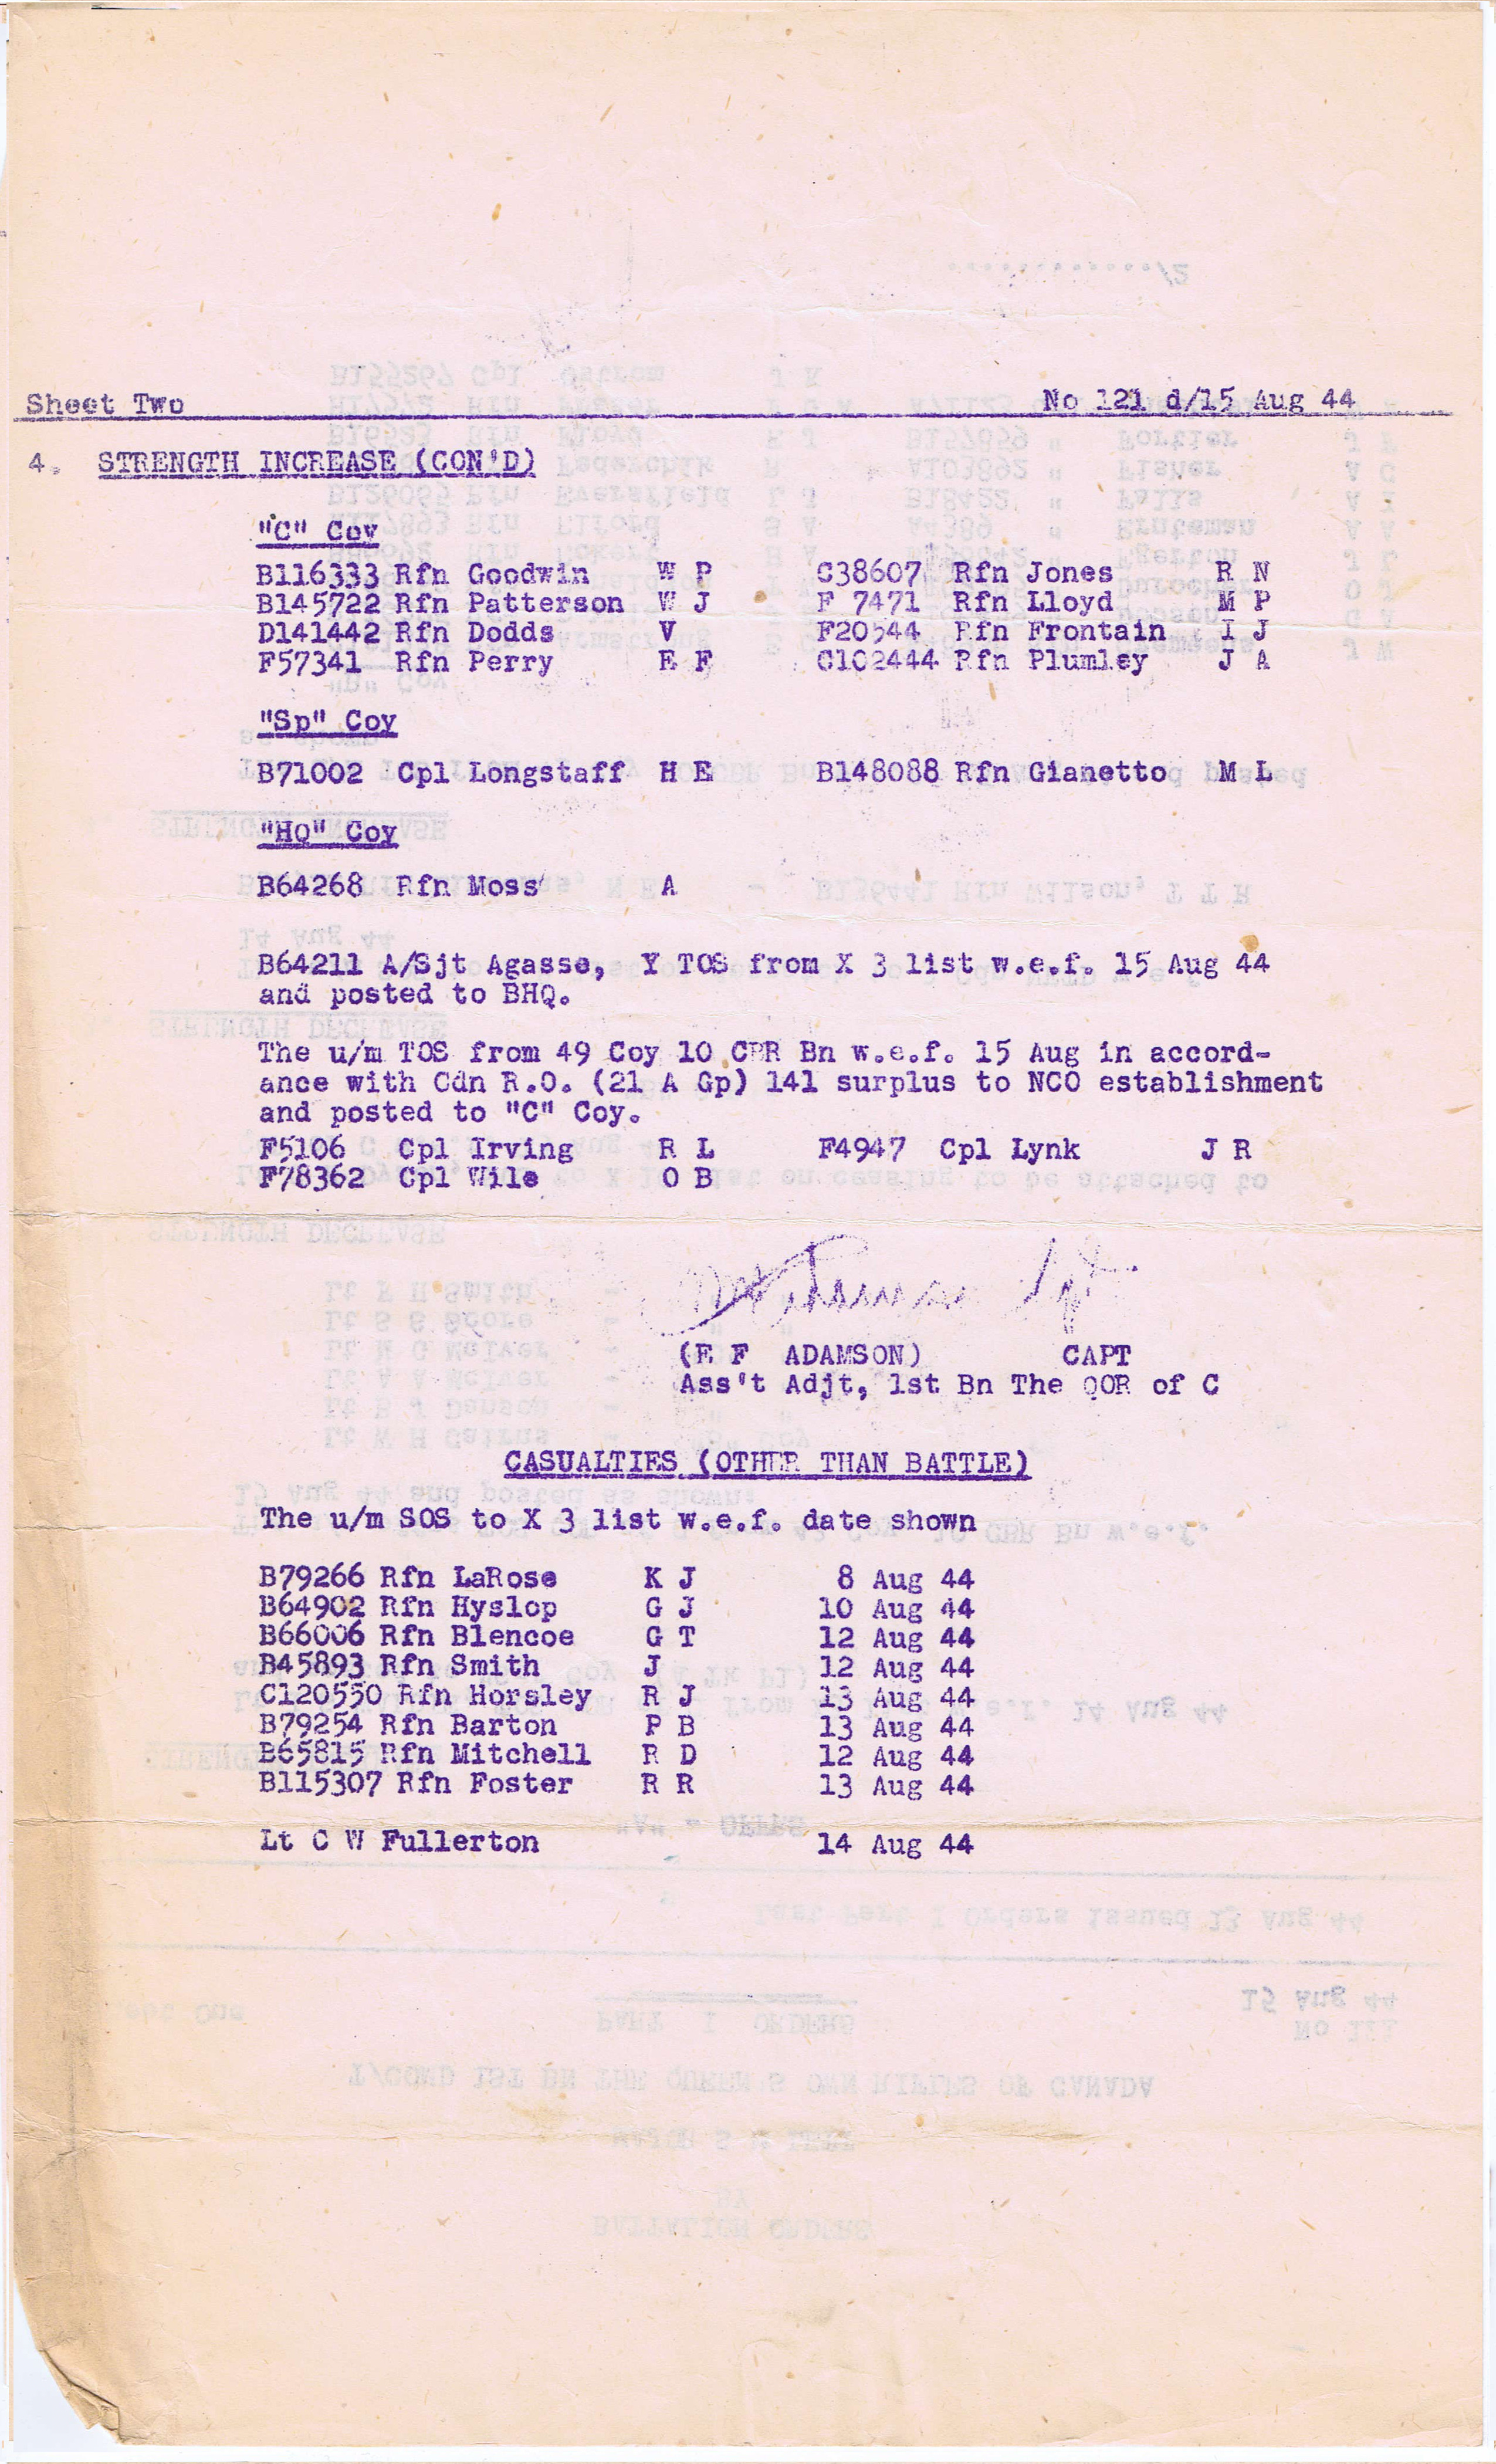 Sheet Two No 121 d/15 Aug 44
4. STRENGTH INCREASE (CON'D)
"C" Coy
B116333 Rfn Goodwin W P C38607 Rfn Jones R N
B145722 Rfn Patterson W J F 7471 Rfn Lloyd M P
D141442 Rfn Dodds V F20544 Rfn Frontain I J
F57341 Rfn Perry E F C102444 Rfn Plumley J A
"Sp" Coy
B71002 Cpl Longstaff H E B148088 Rfn Gianetto M L
"HQ" Coy
B64268 Rfn Moss A
B64211 A/Sjt Agasse, Y TOS from X 3 list w.e.f. 15 Aug 44
and posted to BHQ.
The u/m TOS from 49 Coy 10 CBR Bn w.e.f. 15 Aug in accord-
ance with Cdn R.O. (21 A Gp) 141 surplus to NCO establishment
and posted to "C" Coy.
F5106 Cpl Irving R L F4947 Cpl Lynk J R
F78362 Cpl Wile O B
(E F ADAMSON) CAPT
Ass't Adjt, 1st Bn The QOR of C
CASUALTIES (OTHER THAN BATTLE)
The u/m SOS to X 3 list w.e.f. date shown
B79266 Rfn LaRose K J 8 Aug 44
B64902 Rfn Hyslop G J 10 Aug 44
B66006 Rfn Blencoe G T 12 Aug 44
B45893 Rfn Smith J 12 Aug 44
C120550 Rfn Horsley R J 13 Aug 44
B79254 Rfn Barton P B 13 Aug 44
B65815 Rfn Mitchell R D 12 Aug 44
B115307 Rfn Foster R R 13 Aug 44
Lt C W Fullerton 14 Aug 44